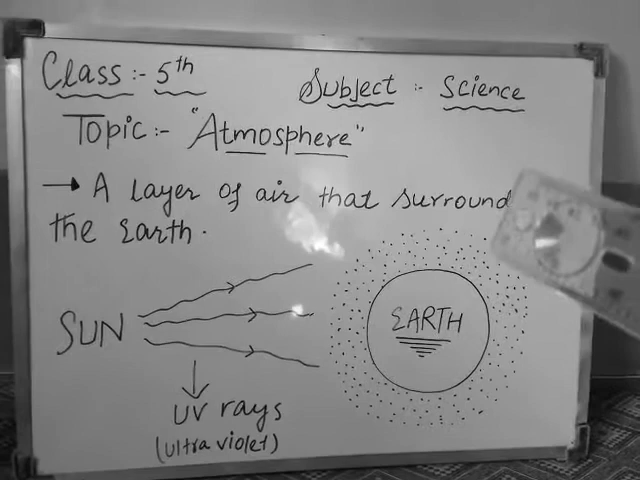 Class :- 5th
Subject :- Science
Topic :- "Atmosphere"
→ A layer of air that surround
the Earth.
SUN
EARTH
UV rays
(ultra violet)